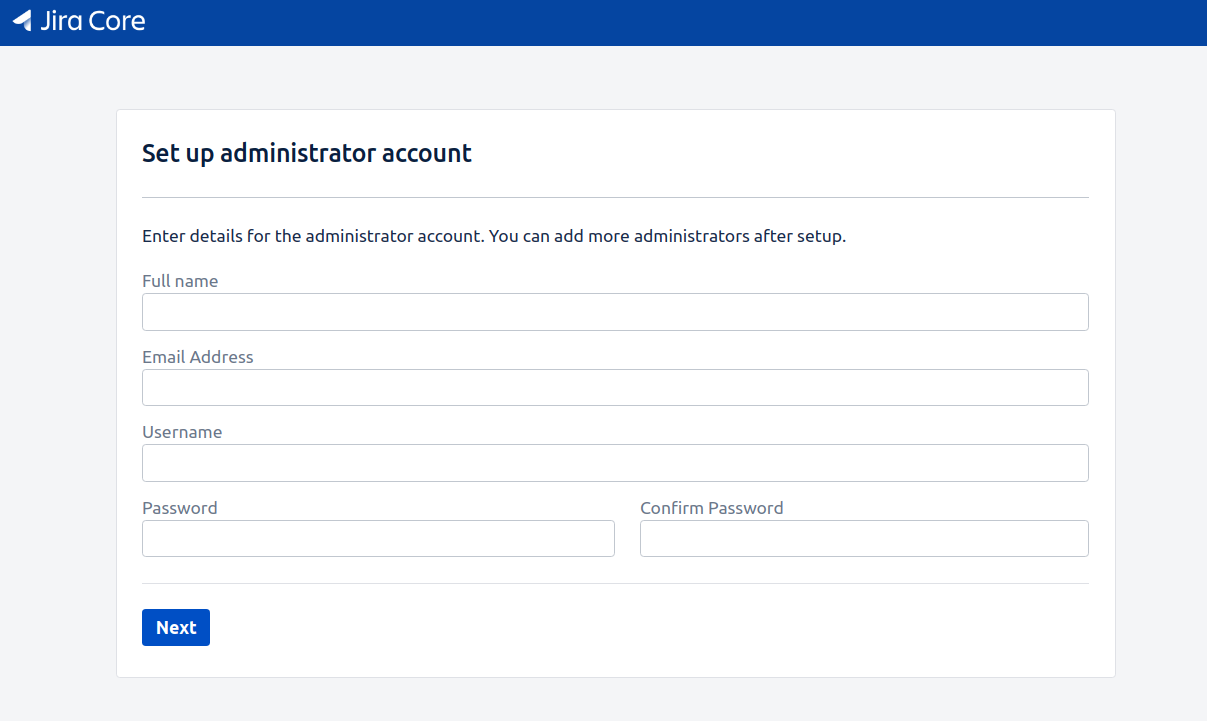 Jira Core
Set up administrator account
Enter details for the administrator account. You can add more administrators after setup.
Full name
Email Address
Username
Password
Confirm Password
Next